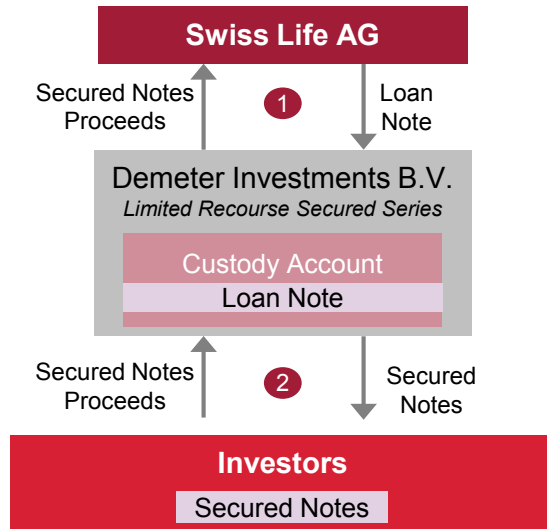 Swiss Life AG
Secured Notes
Proceeds
1
Loan
Note
Demeter Investments B.V.
Limited Recourse Secured Series
Custody Account
Loan Note
Secured Notes
Proceeds
2
Secured
Notes
Investors
Secured Notes